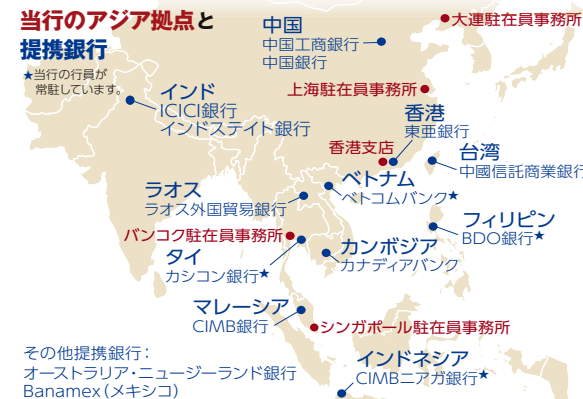 当行のアジア拠点と
提携銀行
★当行の行員が
常駐しています。
中国
中国工商銀行
中国銀行
大連駐在員事務所
上海駐在員事務所
インド
ICICI銀行
インドステイト銀行
香港
東亜銀行
香港支店
台湾
中國信託商業銀行
ベトナム
ベトコムバンク★
ラオス
ラオス外国貿易銀行
フィリピン
BDO銀行★
バンコク駐在員事務所
タイ
カシコン銀行★
カンボジア
カナディアバンク
マレーシア
CIMB銀行
シンガポール駐在員事務所
インドネシア
CIMBニアガ銀行★
その他提携銀行：
オーストラリア・ニュージーランド銀行
Banamex（メキシコ）